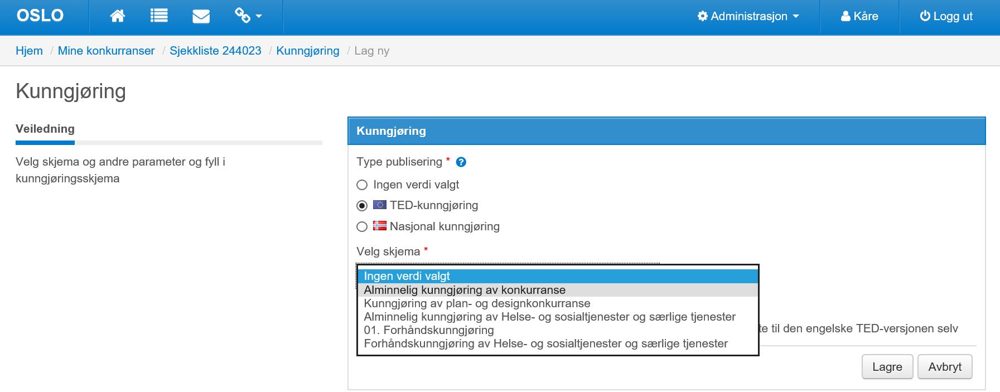 OSLO
Administrasjon
Kåre
Logg ut
Hjem / Mine konkurranser / Sjekkliste 244023 / Kunngjøring / Lag ny
Kunngjøring
Veiledning
Velg skjema og andre parameter og fyll i
kunngjøringsskjema
Kunngjøring
Type publisering * ?
Ingen verdi valgt
TED-kunngjøring
Nasjonal kunngjøring
Velg skjema *
Ingen verdi valgt
Alminnelig kunngjøring av konkurranse
Kunngjøring av plan- og designkonkurranse
Alminnelig kunngjøring av Helse- og sosialtjenester og særlige tjenester
01. Forhåndskunngjøring
Forhåndskunngjøring av Helse- og sosialtjenester og særlige tjenester
til den engelske TED-versjonen selv
Lagre
Avbryt